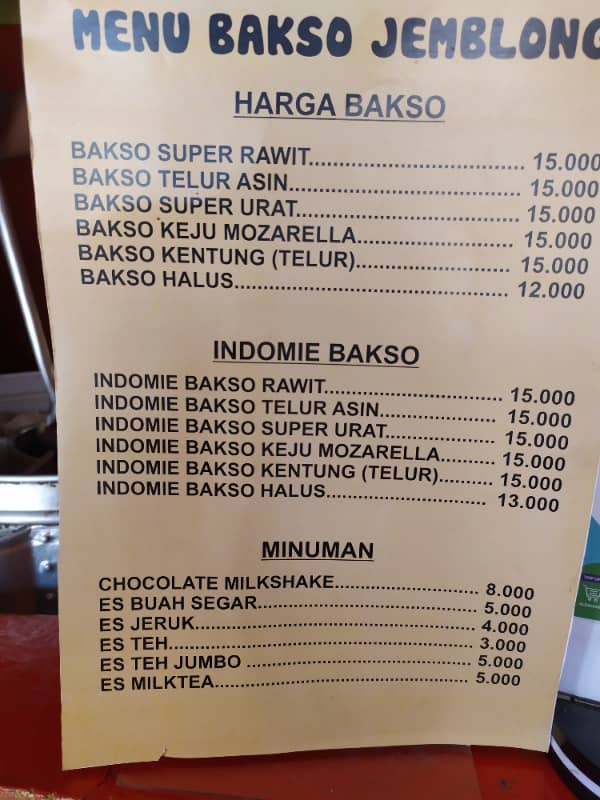 MENU BAKSO JEMBLONG
HARGA BAKSO
BAKSO SUPER RAWIT........................... 15.000
BAKSO TELUR ASIN.............................. 15.000
BAKSO SUPER URAT............................. 15.000
BAKSO KEJU MOZARELLA.................... 15.000
BAKSO KENTUNG (TELUR).................... 15.000
BAKSO HALUS....................................... 12.000
INDOMIE BAKSO
INDOMIE BAKSO RAWIT............................ 15.000
INDOMIE BAKSO TELUR ASIN.................... 15.000
INDOMIE BAKSO SUPER URAT.................. 15.000
INDOMIE BAKSO KEJU MOZARELLA......... 15.000
INDOMIE BAKSO KENTUNG (TELUR)......... 15.000
INDOMIE BAKSO HALUS.......................... 13.000
MINUMAN
CHOCOLATE MILKSHAKE....................... 8.000
ES BUAH SEGAR................................... 5.000
ES JERUK............................................. 4.000
ES TEH.................................................. 3.000
ES TEH JUMBO ..................................... 5.000
ES MILKTEA.......................................... 5.000